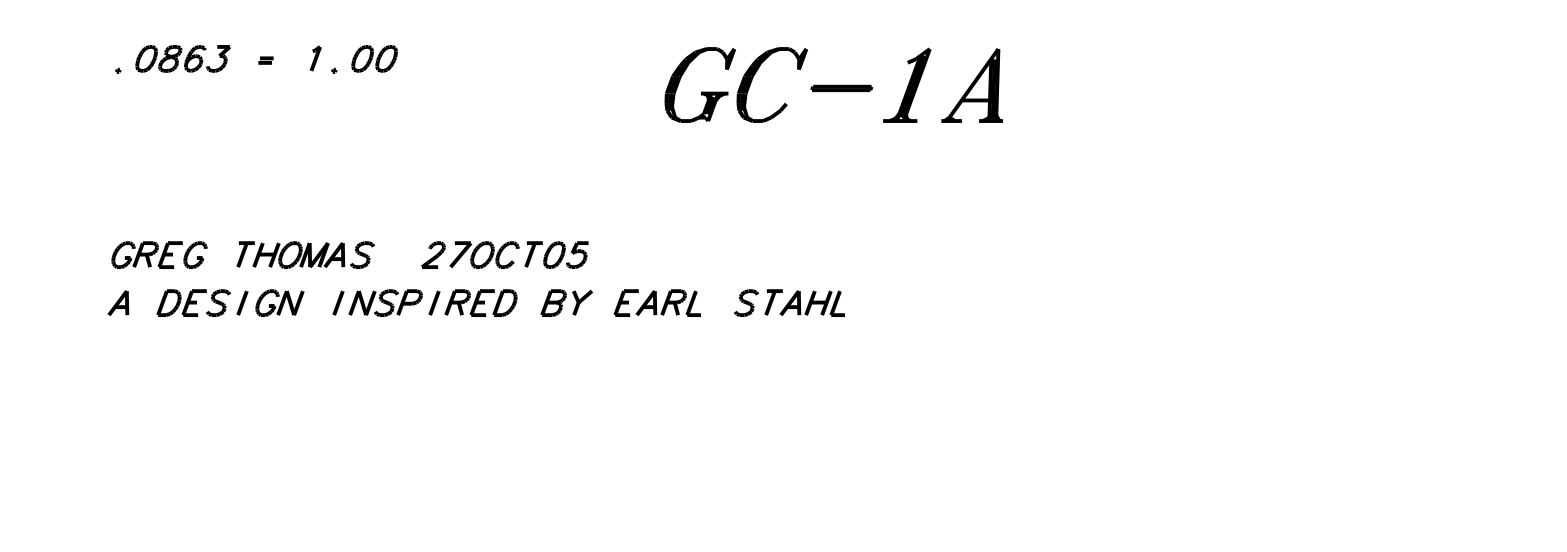 .0863 = 1.00
GC-1A
GREG THOMAS 27OCT05
A DESIGN INSPIRED BY EARL STAHL